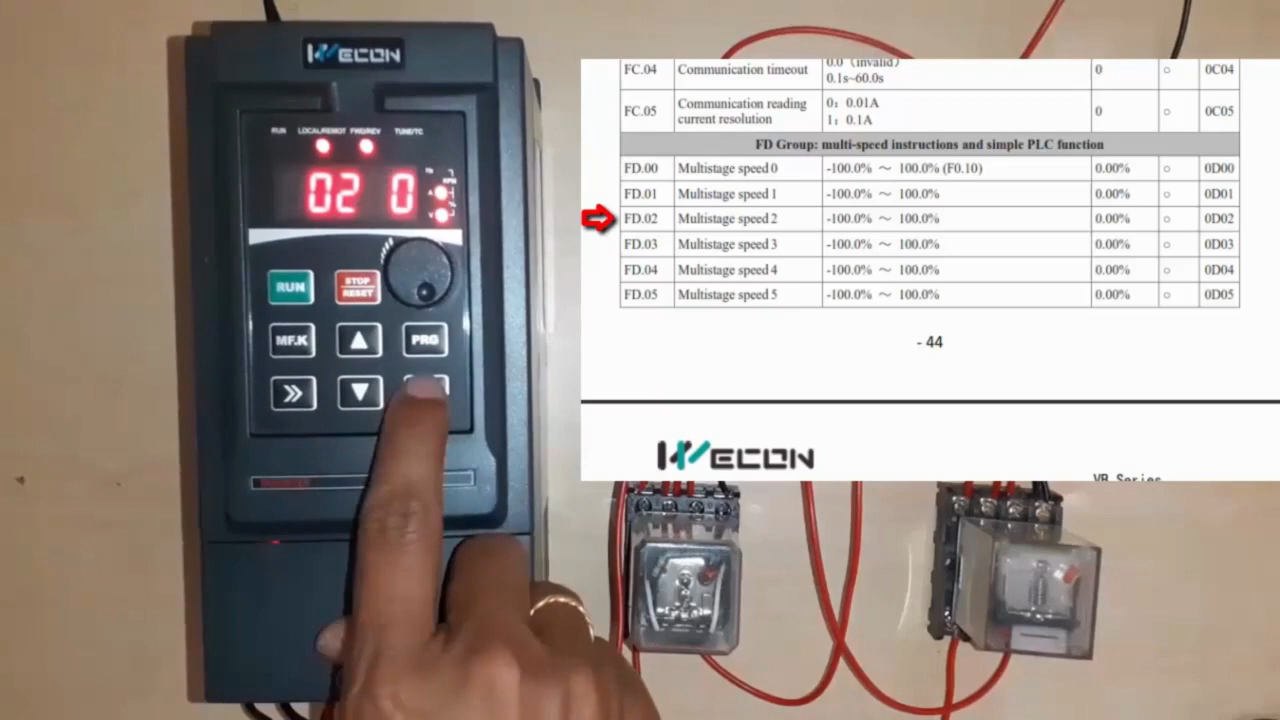 WECON
RUN LOCAL/REMOT FWD/REV TUNE/TC
02 0
RUN
STOP
RESET
MF.K
PRG
FC.04 Communication timeout 0.0 (invalid) 0 ○ 0C04
0.1s~60.0s
FC.05 Communication reading current resolution 0: 0.01A 0 ○ 0C05
1: 0.1A
FD Group: multi-speed instructions and simple PLC function
FD.00 Multistage speed 0 -100.0% ~ 100.0% (F0.10) 0.00% ○ 0D00
FD.01 Multistage speed 1 -100.0% ~ 100.0% 0.00% ○ 0D01
FD.02 Multistage speed 2 -100.0% ~ 100.0% 0.00% ○ 0D02
FD.03 Multistage speed 3 -100.0% ~ 100.0% 0.00% ○ 0D03
FD.04 Multistage speed 4 -100.0% ~ 100.0% 0.00% ○ 0D04
FD.05 Multistage speed 5 -100.0% ~ 100.0% 0.00% ○ 0D05
- 44
WECON
VB Series